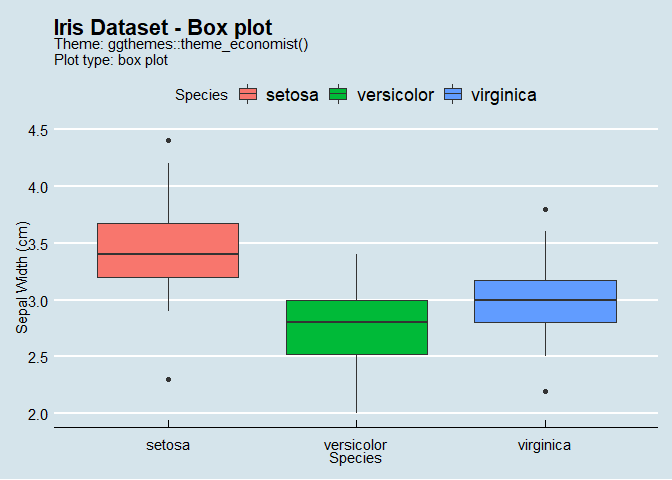 Iris Dataset - Box plot
Theme: ggthemes::theme_economist()
Plot type: box plot
Species setosa versicolor virginica
4.5
4.0
3.5
3.0
2.5
2.0
Sepal Width (cm)
setosa versicolor virginica
Species